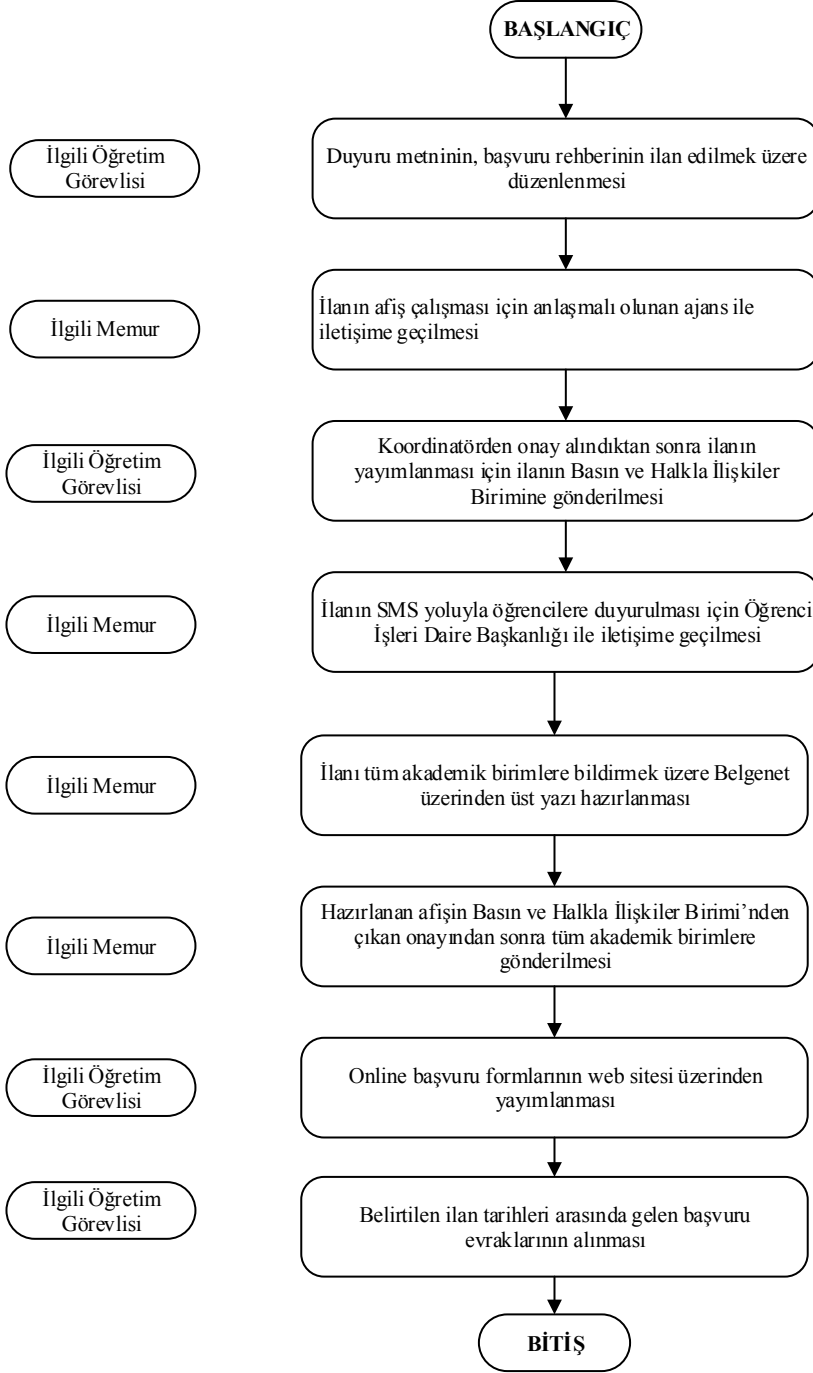 BAŞLANGIÇ
İlgili Öğretim
Görevlisi
Duyuru metninin, başvuru rehberinin ilan edilmek üzere
düzenlenmesi
İlgili Memur
İlanın afiş çalışması için anlaşmalı olunan ajans ile
iletişime geçilmesi
İlgili Öğretim
Görevlisi
Koordinatörden onay alındıktan sonra ilanın
yayımlanması için ilanın Basın ve Halkla İlişkiler
Birimine gönderilmesi
İlgili Memur
İlanın SMS yoluyla öğrencilere duyurulması için Öğrenci
İşleri Daire Başkanlığı ile iletişime geçilmesi
İlgili Memur
İlanı tüm akademik birimlere bildirmek üzere Belgenet
üzerinden üst yazı hazırlanması
İlgili Memur
Hazırlanan afişin Basın ve Halkla İlişkiler Birimi’nden
çıkan onayından sonra tüm akademik birimlere
gönderilmesi
İlgili Öğretim
Görevlisi
Online başvuru formlarının web sitesi üzerinden
yayımlanması
İlgili Öğretim
Görevlisi
Belirtilen ilan tarihleri arasında gelen başvuru
evraklarının alınması
BİTİŞ